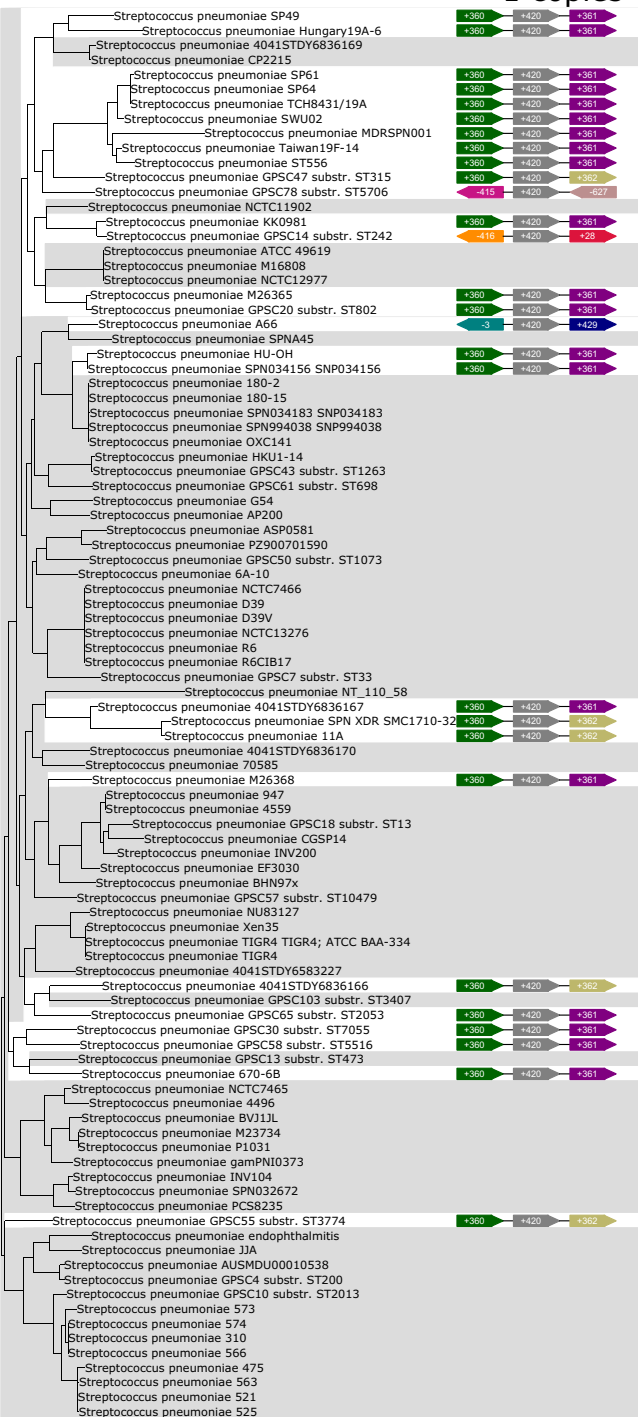 Streptococcus pneumoniae SP49 +360 +420 +361
Streptococcus pneumoniae Hungary19A-6 +360 +420 +361
Streptococcus pneumoniae 4041STDY6836169
Streptococcus pneumoniae CP2215
Streptococcus pneumoniae SP61 +360 +420 +361
Streptococcus pneumoniae SP64 +360 +420 +361
Streptococcus pneumoniae TCH8431/19A +360 +420 +361
Streptococcus pneumoniae SWU02 +360 +420 +361
Streptococcus pneumoniae MDRSPN001 +360 +420 +361
Streptococcus pneumoniae Taiwan19F-14 +360 +420 +361
Streptococcus pneumoniae ST556 +360 +420 +361
Streptococcus pneumoniae GPSC47 substr. ST315 +360 +420 +362
Streptococcus pneumoniae GPSC78 substr. ST5706 -415 +420 -627
Streptococcus pneumoniae NCTC11902
Streptococcus pneumoniae KK0981 +360 +420 +361
Streptococcus pneumoniae GPSC14 substr. ST242 -416 +420 +28
Streptococcus pneumoniae ATCC 49619
Streptococcus pneumoniae M16808
Streptococcus pneumoniae NCTC12977
Streptococcus pneumoniae M26365 +360 +420 +361
Streptococcus pneumoniae GPSC20 substr. ST802 +360 +420 +361
Streptococcus pneumoniae A66 -3 +420 +429
Streptococcus pneumoniae SPNA45
Streptococcus pneumoniae HU-OH +360 +420 +361
Streptococcus pneumoniae SPN034156 SNP034156 +360 +420 +361
Streptococcus pneumoniae 180-2
Streptococcus pneumoniae 180-15
Streptococcus pneumoniae SPN034183 SNP034183
Streptococcus pneumoniae SPN994038 SNP994038
Streptococcus pneumoniae OXC141
Streptococcus pneumoniae HKU1-14
Streptococcus pneumoniae GPSC43 substr. ST1263
Streptococcus pneumoniae GPSC61 substr. ST698
Streptococcus pneumoniae G54
Streptococcus pneumoniae AP200
Streptococcus pneumoniae ASP0581
Streptococcus pneumoniae PZ900701590
Streptococcus pneumoniae GPSC50 substr. ST1073
Streptococcus pneumoniae 6A-10
Streptococcus pneumoniae NCTC7466
Streptococcus pneumoniae D39
Streptococcus pneumoniae D39V
Streptococcus pneumoniae NCTC13276
Streptococcus pneumoniae R6
Streptococcus pneumoniae R6CIB17
Streptococcus pneumoniae GPSC7 substr. ST33
Streptococcus pneumoniae NT_110_58
Streptococcus pneumoniae 4041STDY6836167 +360 +420 +361
Streptococcus pneumoniae SPN XDR SMC1710-32 +360 +420 +362
Streptococcus pneumoniae 11A +360 +420 +362
Streptococcus pneumoniae 4041STDY6836170
Streptococcus pneumoniae 70585
Streptococcus pneumoniae M26368 +360 +420 +361
Streptococcus pneumoniae 947
Streptococcus pneumoniae 4559
Streptococcus pneumoniae GPSC18 substr. ST13
Streptococcus pneumoniae CGSP14
Streptococcus pneumoniae INV200
Streptococcus pneumoniae EF3030
Streptococcus pneumoniae BHN97x
Streptococcus pneumoniae GPSC57 substr. ST10479
Streptococcus pneumoniae NU83127
Streptococcus pneumoniae Xen35
Streptococcus pneumoniae TIGR4 TIGR4; ATCC BAA-334
Streptococcus pneumoniae TIGR4
Streptococcus pneumoniae 4041STDY6583227
Streptococcus pneumoniae 4041STDY6836166 +360 +420 +362
Streptococcus pneumoniae GPSC103 substr. ST3407
Streptococcus pneumoniae GPSC65 substr. ST2053 +360 +420 +361
Streptococcus pneumoniae GPSC30 substr. ST7055 +360 +420 +361
Streptococcus pneumoniae GPSC58 substr. ST5516 +360 +420 +361
Streptococcus pneumoniae GPSC13 substr. ST473
Streptococcus pneumoniae 670-6B +360 +420 +361
Streptococcus pneumoniae NCTC7465
Streptococcus pneumoniae 4496
Streptococcus pneumoniae BVJ1JL
Streptococcus pneumoniae M23734
Streptococcus pneumoniae P1031
Streptococcus pneumoniae gamPNI0373
Streptococcus pneumoniae INV104
Streptococcus pneumoniae SPN032672
Streptococcus pneumoniae PCS8235
Streptococcus pneumoniae GPSC55 substr. ST3774 +360 +420 +362
Streptococcus pneumoniae endophthalmitis
Streptococcus pneumoniae JJA
Streptococcus pneumoniae AUSMDU00010538
Streptococcus pneumoniae GPSC4 substr. ST200
Streptococcus pneumoniae GPSC10 substr. ST2013
Streptococcus pneumoniae 573
Streptococcus pneumoniae 574
Streptococcus pneumoniae 310
Streptococcus pneumoniae 566
Streptococcus pneumoniae 475
Streptococcus pneumoniae 563
Streptococcus pneumoniae 521
Streptococcus pneumoniae 525